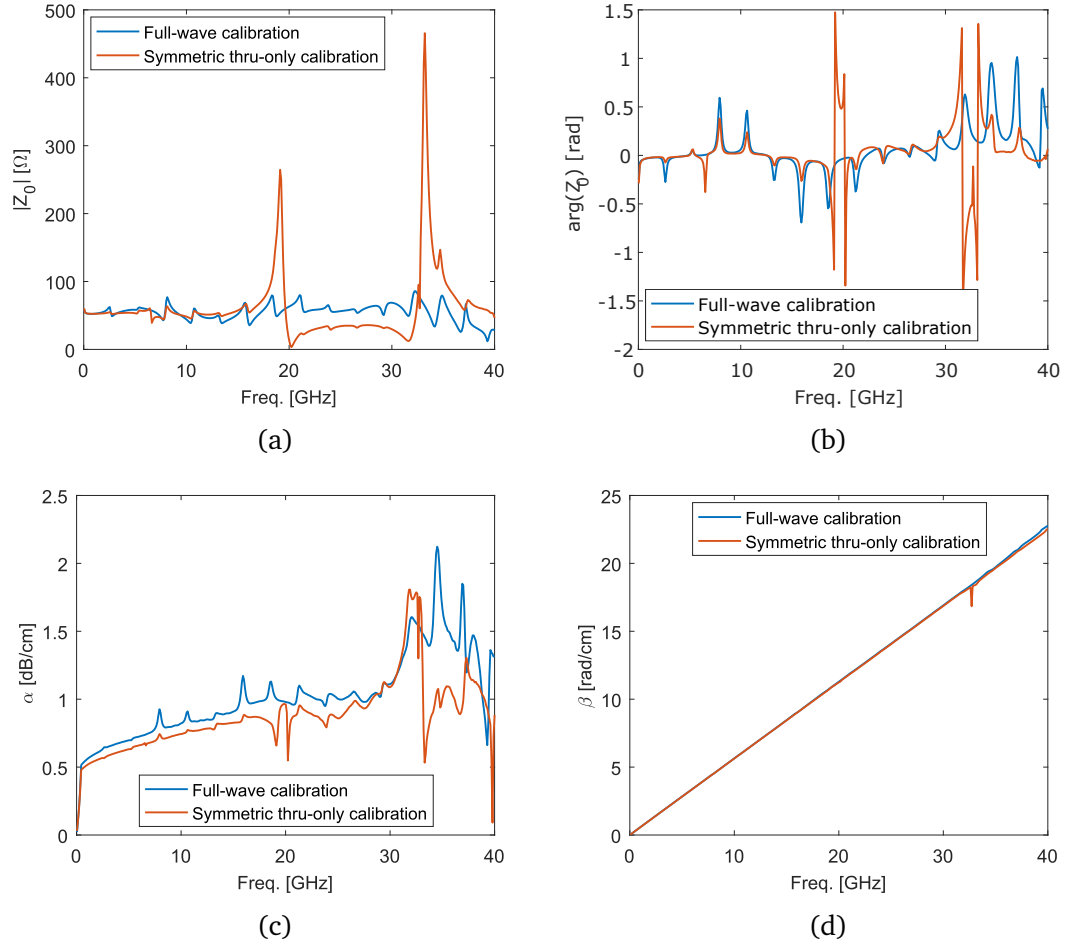 500
400
300
200
100
0
|Z_0| [Ω]
Full-wave calibration
Symmetric thru-only calibration
0 10 20 30 40
Freq. [GHz]
(a)
1.5
1
0.5
0
-0.5
-1
-1.5
-2
arg(Z_0) [rad]
Full-wave calibration
Symmetric thru-only calibration
0 10 20 30 40
Freq. [GHz]
(b)
2.5
2
1.5
1
0.5
0
α [dB/cm]
Full-wave calibration
Symmetric thru-only calibration
0 10 20 30 40
Freq. [GHz]
(c)
25
20
15
10
5
0
β [rad/cm]
Full-wave calibration
Symmetric thru-only calibration
0 10 20 30 40
Freq. [GHz]
(d)